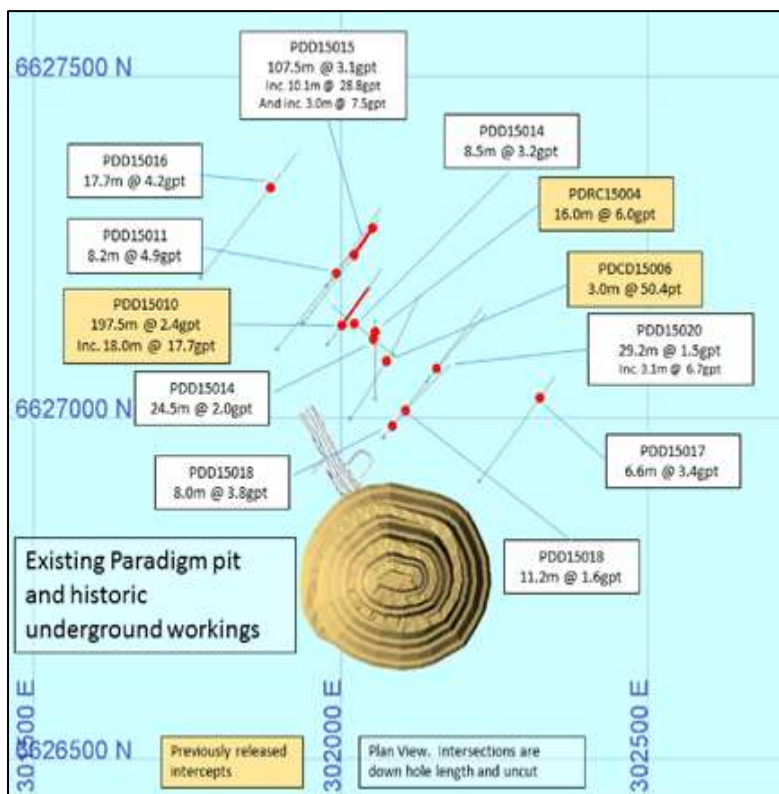 6627500 N
PDD15015
107.5m @ 3.1gpt
Inc. 10.1m @ 28.8gpt
And inc. 3.0m @ 7.5gpt
PDD15014
8.5m @ 3.2gpt
PDD15016
17.7m @ 4.2gpt
PDRC15004
16.0m @ 6.0gpt
PDD15011
8.2m @ 4.9gpt
PDCD15006
3.0m @ 50.4pt
PDD15010
197.5m @ 2.4gpt
Inc. 18.0m @ 17.7gpt
PDD15020
29.2m @ 1.5gpt
Inc. 3.1m @ 6.7gpt
PDD15014
24.5m @ 2.0gpt
6627000 N
PDD15017
6.6m @ 3.4gpt
PDD15018
8.0m @ 3.8gpt
PDD15018
11.2m @ 1.6gpt
Existing Paradigm pit
and historic
underground workings
301500 E
302000 E
302500 E
6626500 N
Previously released
intercepts
Plan View. Intersections are
down hole length and uncut